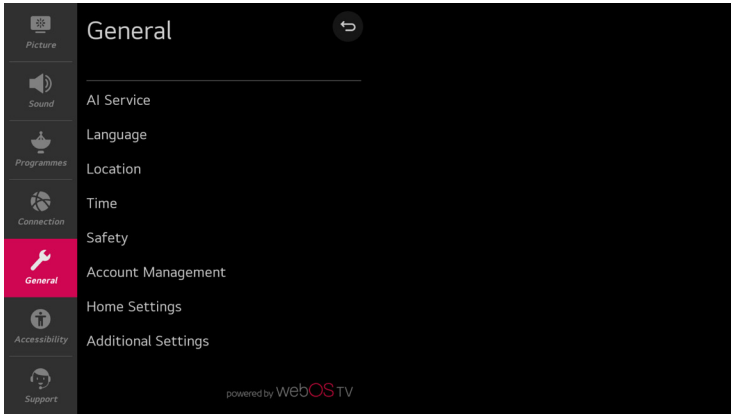 Picture
Sound
Programmes
Connection
General
Accessibility
Support
General
AI Service
Language
Location
Time
Safety
Account Management
Home Settings
Additional Settings
powered by webOS TV